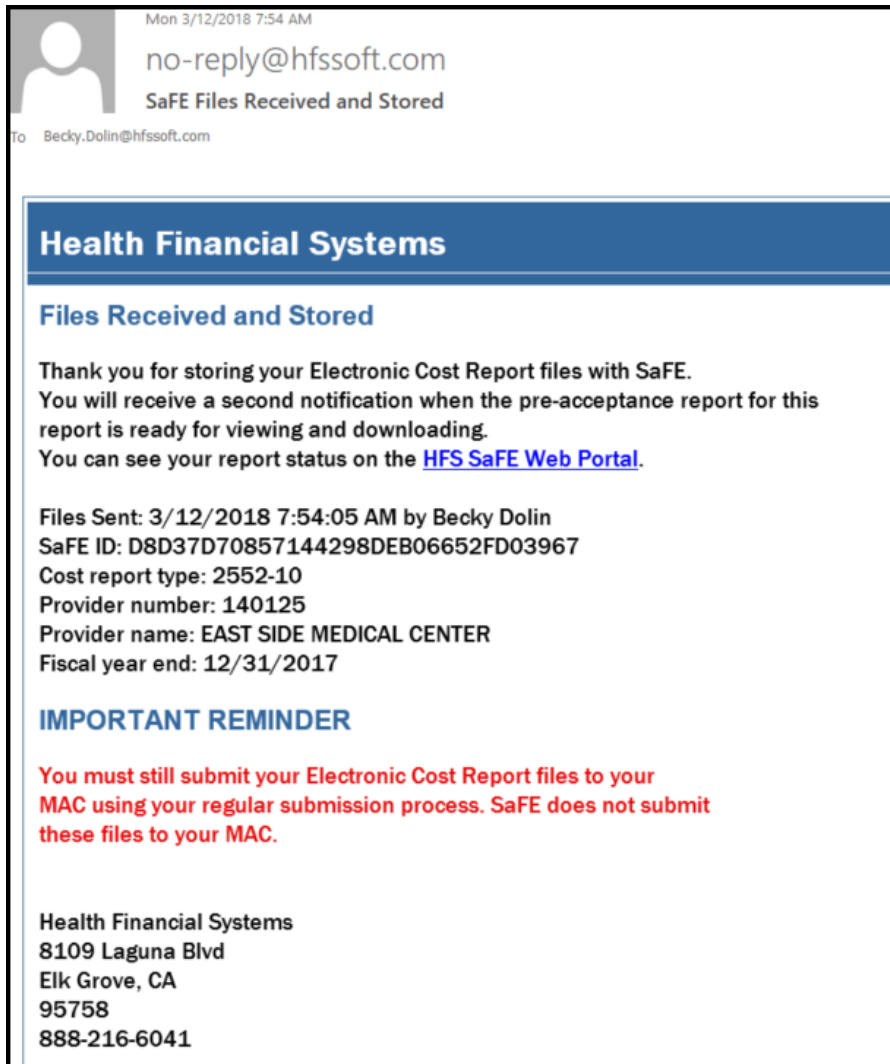 Mon 3/12/2018 7:54 AM
no-reply@hfssoft.com
SaFE Files Received and Stored
To Becky.Dolin@hfssoft.com
Health Financial Systems
Files Received and Stored
Thank you for storing your Electronic Cost Report files with SaFE.
You will receive a second notification when the pre-acceptance report for this
report is ready for viewing and downloading.
You can see your report status on the HFS SaFE Web Portal.
Files Sent: 3/12/2018 7:54:05 AM by Becky Dolin
SaFE ID: D8D37D70857144298DEB06652FD03967
Cost report type: 2552-10
Provider number: 140125
Provider name: EAST SIDE MEDICAL CENTER
Fiscal year end: 12/31/2017
IMPORTANT REMINDER
You must still submit your Electronic Cost Report files to your
MAC using your regular submission process. SaFE does not submit
these files to your MAC.
Health Financial Systems
8109 Laguna Blvd
Elk Grove, CA
95758
888-216-6041